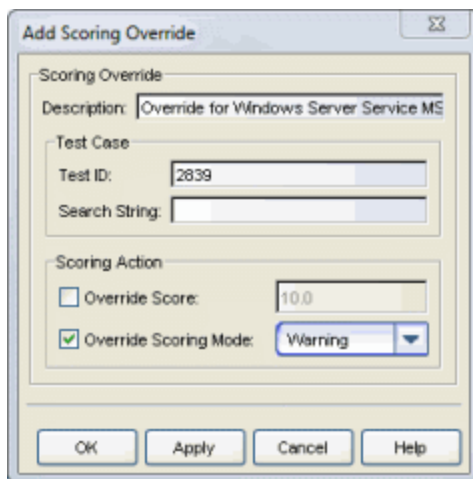 Add Scoring Override
Scoring Override
Description: Override for Windows Server Service MS
Test Case
Test ID: 2839
Search String:
Scoring Action
Override Score: 10.0
Override Scoring Mode: Warning
OK Apply Cancel Help